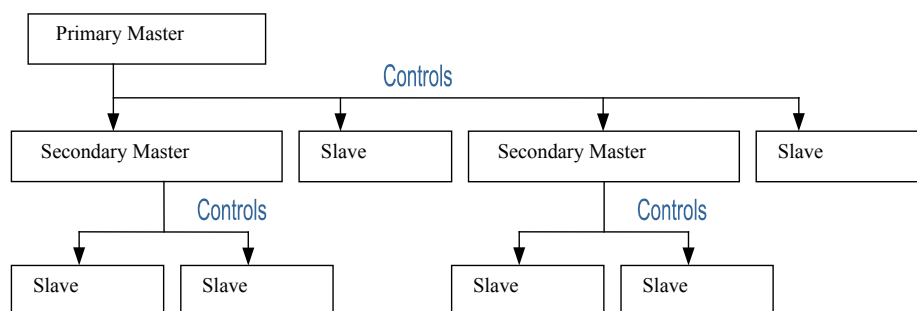 Primary Master
Controls
Secondary Master
Slave
Secondary Master
Slave
Controls
Controls
Slave
Slave
Slave
Slave